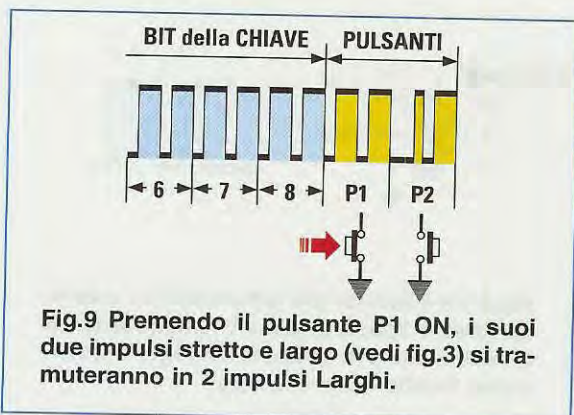 BIT della CHIAVE PULSANTI
6 7 8 P1 P2
Fig.9 Premendo il pulsante P1 ON, i suoi
due impulsi stretto e largo (vedi fig.3) si tra-
muteranno in 2 impulsi Larghi.